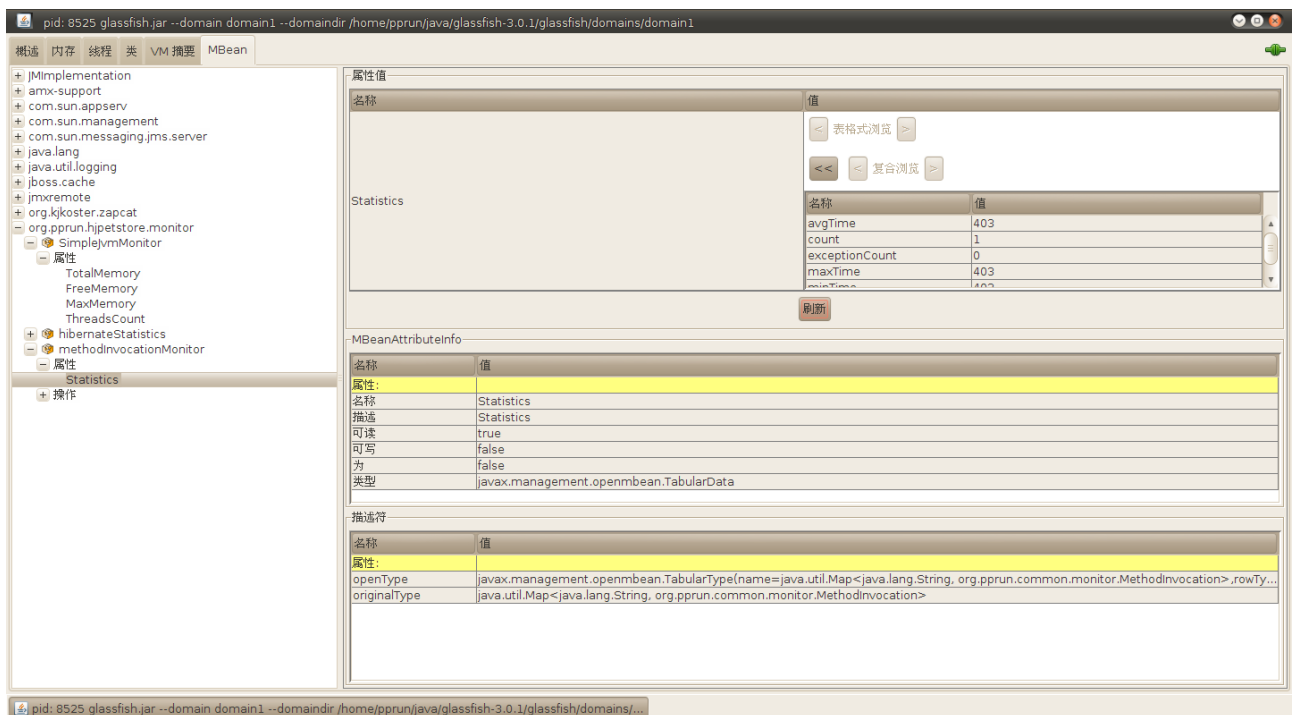 pid: 8525 glassfish.jar --domain domain1 --domaindir /home/pprun/java/glassfish-3.0.1/glassfish/domains/domain1
概述 内存 线程 类 VM 摘要 MBean
JMImplementation
amx-support
com.sun.appserv
com.sun.management
com.sun.messaging.jms.server
java.lang
java.util.logging
jboss.cache
jmxremote
org.kjkoster.zapcat
org.pprun.hjpetstore.monitor
SimpleJvmMonitor
属性
TotalMemory
FreeMemory
MaxMemory
ThreadsCount
hibernateStatistics
methodInvocationMonitor
属性
Statistics
操作
属性值
名称 值
Statistics
< 表格式浏览 >
<< < 复合浏览 >
名称 值
avgTime 403
count 1
exceptionCount 0
maxTime 403
minTime 403
刷新
MBeanAttributeInfo
名称 值
属性:
名称 Statistics
描述 Statistics
可读 true
可写 false
为 false
类型 javax.management.openmbean.TabularData
描述符
名称 值
属性:
openType javax.management.openmbean.TabularType(name=java.util.Map<java.lang.String, org.pprun.common.monitor.MethodInvocation>,rowTy...
originalType java.util.Map<java.lang.String, org.pprun.common.monitor.MethodInvocation>
pid: 8525 glassfish.jar --domain domain1 --domaindir /home/pprun/java/glassfish-3.0.1/glassfish/domains/...